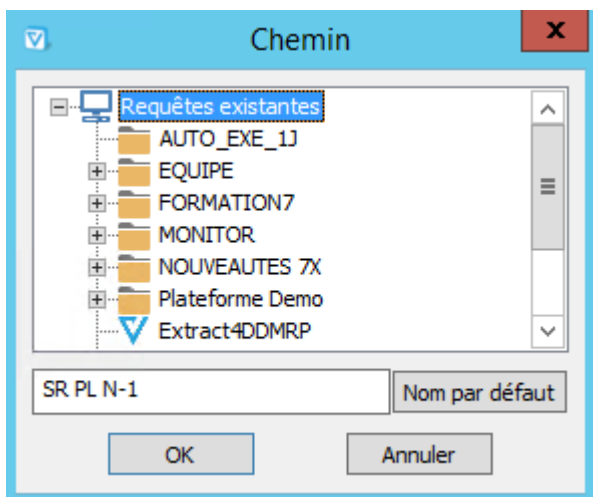 Chemin
x
Requêtes existantes
AUTO_EXE_1J
EQUIPE
FORMATION7
MONITOR
NOUVEAUTES 7X
Plateforme Demo
Extract4DDMRP
SR PL N-1
Nom par défaut
OK
Annuler